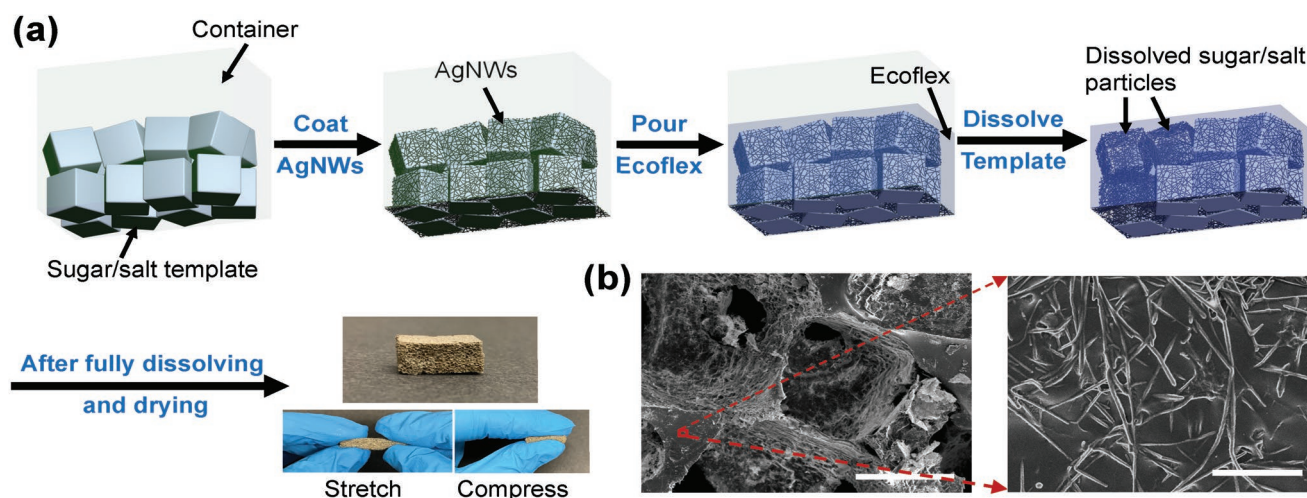 (a)
Container
Sugar/salt template
Coat
AgNWs
AgNWs
Pour
Ecoflex
Ecoflex
Dissolve
Template
Dissolved sugar/salt
particles
After fully dissolving
and drying
Stretch
Compress
(b)